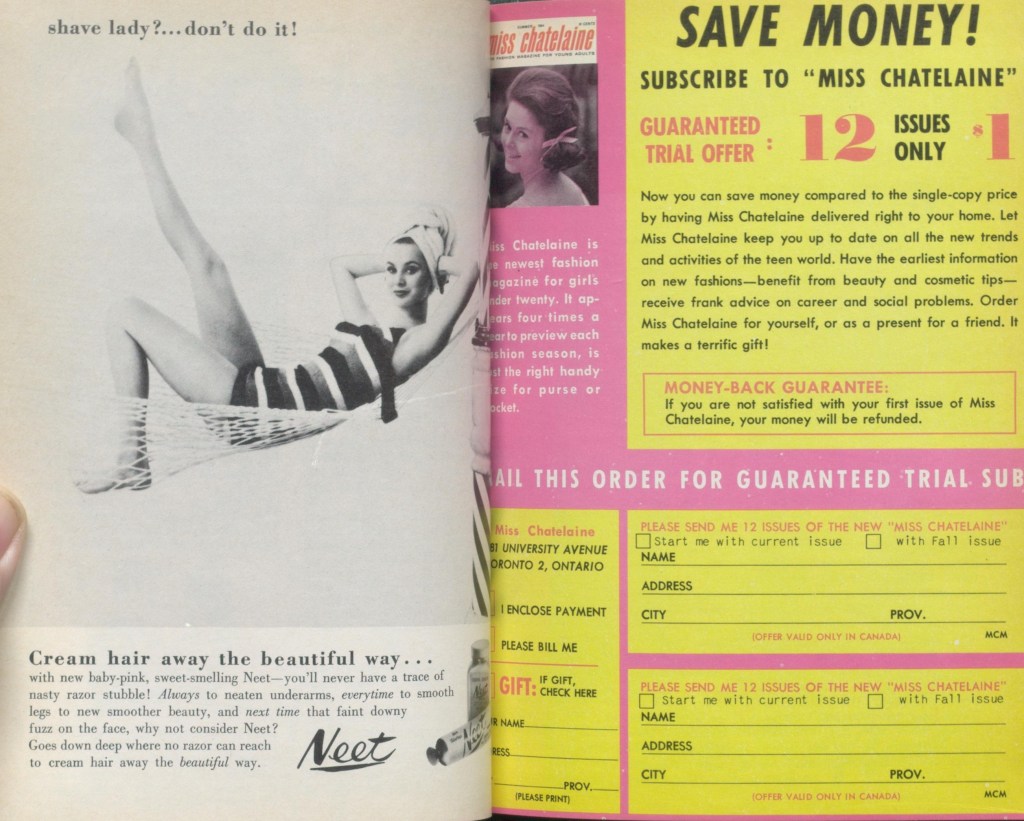 shave lady?...don't do it!
Cream hair away the beautiful way...
with new baby-pink, sweet-smelling Neet—you'll never have a trace of
nasty razor stubble! Always to neaten underarms, everytime to smooth
legs to new smoother beauty, and next time that faint downy
fuzz on the face, why not consider Neet?
Goes down deep where no razor can reach
to cream hair away the beautiful way.
Neet
miss chatelaine
FASHION MAGAZINE FOR YOUNG ADULTS
iss Chatelaine is
e newest fashion
agazine for girls
nder twenty. It ap-
ears four times a
ear to preview each
ashion season, is
st the right handy
ize for purse or
ocket.
SAVE MONEY!
SUBSCRIBE TO "MISS CHATELAINE"
GUARANTEED TRIAL OFFER : 12 ISSUES ONLY $1
Now you can save money compared to the single-copy price
by having Miss Chatelaine delivered right to your home. Let
Miss Chatelaine keep you up to date on all the new trends
and activities of the teen world. Have the earliest information
on new fashions—benefit from beauty and cosmetic tips—
receive frank advice on career and social problems. Order
Miss Chatelaine for yourself, or as a present for a friend. It
makes a terrific gift!
MONEY-BACK GUARANTEE:
If you are not satisfied with your first issue of Miss
Chatelaine, your money will be refunded.
AIL THIS ORDER FOR GUARANTEED TRIAL SUB
Miss Chatelaine
81 UNIVERSITY AVENUE
ORONTO 2, ONTARIO
I ENCLOSE PAYMENT
PLEASE BILL ME
GIFT: IF GIFT, CHECK HERE
R NAME
RESS
PROV.
(PLEASE PRINT)
PLEASE SEND ME 12 ISSUES OF THE NEW "MISS CHATELAINE"
Start me with current issue with Fall issue
NAME
ADDRESS
CITY PROV.
(OFFER VALID ONLY IN CANADA) MCM
PLEASE SEND ME 12 ISSUES OF THE NEW "MISS CHATELAINE"
Start me with current issue with Fall issue
NAME
ADDRESS
CITY PROV.
(OFFER VALID ONLY IN CANADA) MCM